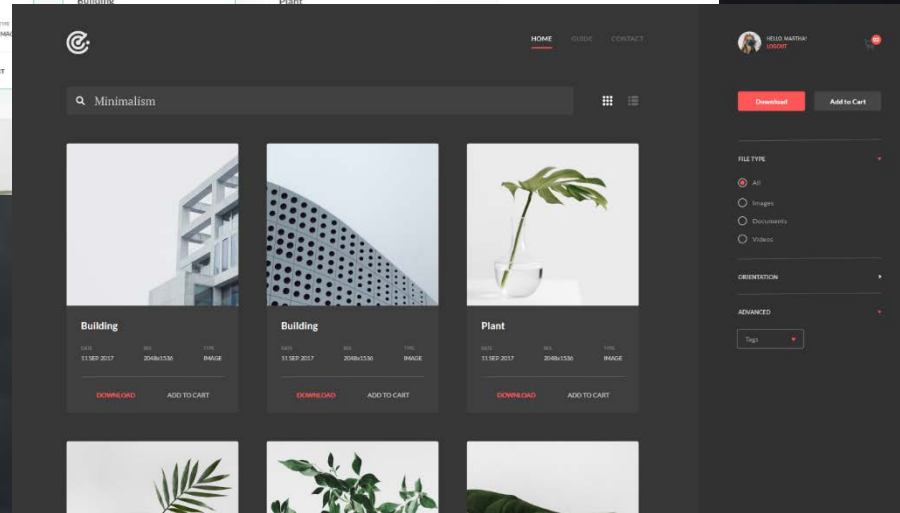 Building
Plant
HOME GUIDE CONTACT
HELLO, MARTHA!
LOGOUT
Minimalism
Download Add to Cart
FILE TYPE
All
Images
Documents
Videos
ORIENTATION
ADVANCED
Tags
Building
DATE RES. TYPE
11 SEP 2017 2048x1536 IMAGE
DOWNLOAD ADD TO CART
Building
DATE RES. TYPE
11 SEP 2017 2048x1536 IMAGE
DOWNLOAD ADD TO CART
Plant
DATE RES. TYPE
11 SEP 2017 2048x1536 IMAGE
DOWNLOAD ADD TO CART